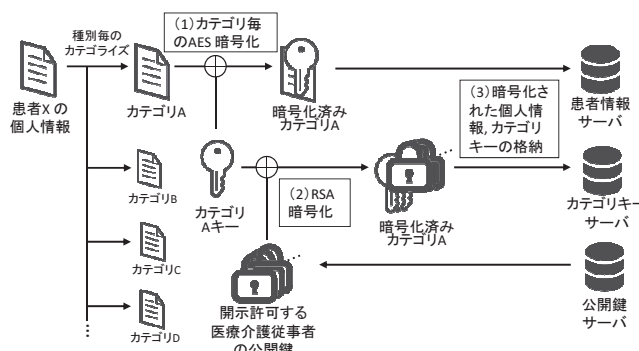 種別毎の
カテゴライズ
(1)カテゴリ毎
のAES 暗号化
患者X の
個人情報
カテゴリA
暗号化済み
カテゴリA
患者情報
サーバ
(3)暗号化さ
れた個人情
報,カテゴリ
キーの格納
カテゴリB
カテゴリ
Aキー
(2)RSA
暗号化
暗号化済み
カテゴリA
カテゴリキー
サーバ
カテゴリC
カテゴリD
開示許可する
医療介護従事者
の公開鍵
公開鍵
サーバ